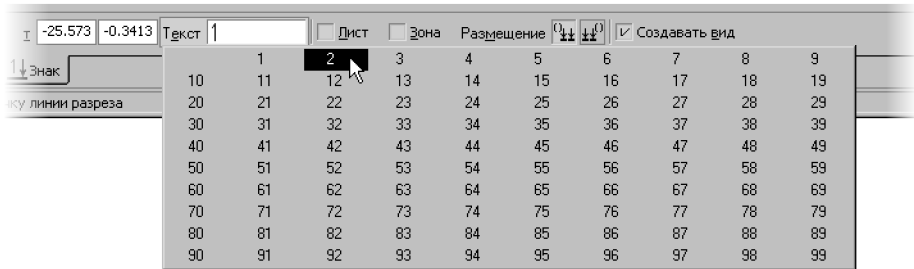 т -25.573 -0.3413 Текст 1 Лист Зона Размещение Создавать вид
Знак
ку линии разреза
1 2 3 4 5 6 7 8 9
10 11 12 13 14 15 16 17 18 19
20 21 22 23 24 25 26 27 28 29
30 31 32 33 34 35 36 37 38 39
40 41 42 43 44 45 46 47 48 49
50 51 52 53 54 55 56 57 58 59
60 61 62 63 64 65 66 67 68 69
70 71 72 73 74 75 76 77 78 79
80 81 82 83 84 85 86 87 88 89
90 91 92 93 94 95 96 97 98 99